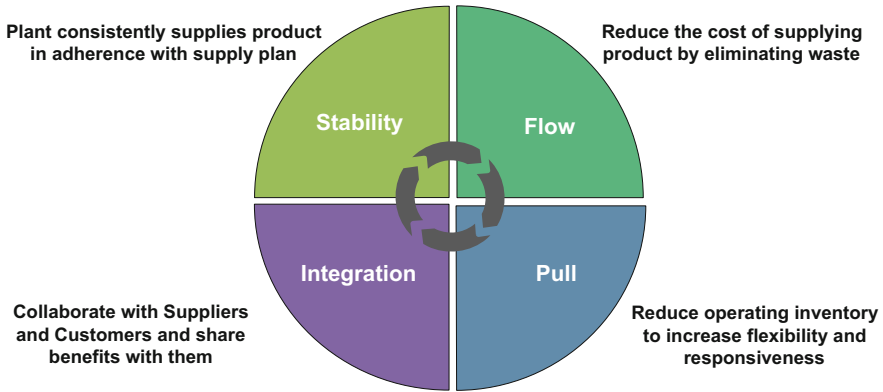 Plant consistently supplies product
in adherence with supply plan
Reduce the cost of supplying
product by eliminating waste
Stability
Flow
Integration
Pull
Collaborate with Suppliers
and Customers and share
benefits with them
Reduce operating inventory
to increase flexibility and
responsiveness